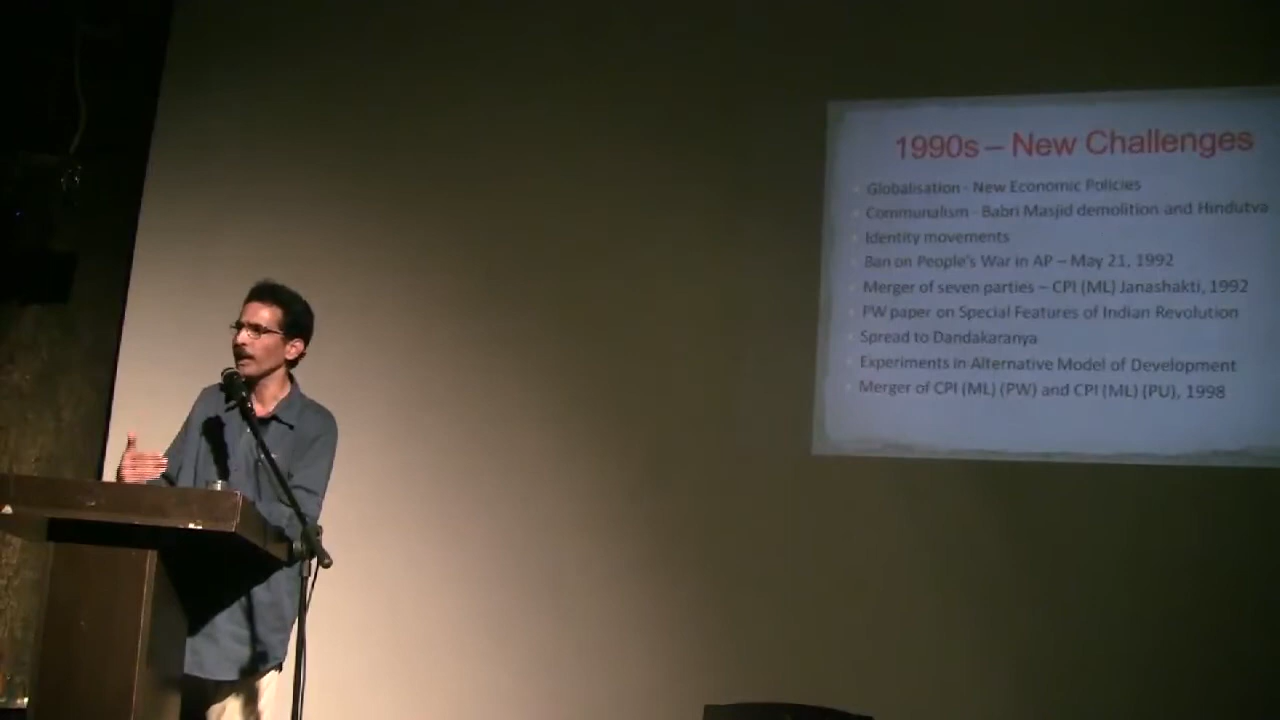 1990s – New Challenges
Globalisation - New Economic Policies
Communalism - Babri Masjid demolition and Hindutva
Identity movements
Ban on People's War in AP – May 21, 1992
Merger of seven parties – CPI (ML) Janashakti, 1992
PW paper on Special Features of Indian Revolution
Spread to Dandakaranya
Experiments in Alternative Model of Development
Merger of CPI (ML) (PW) and CPI (ML) (PU), 1998